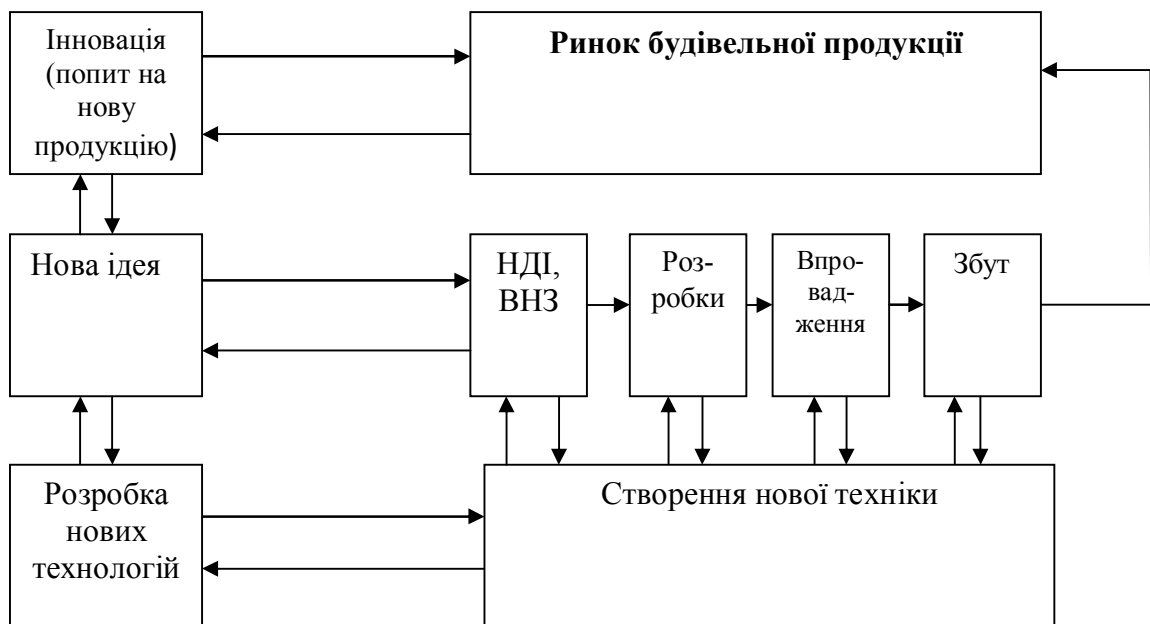 Інновація
(попит на
нову
продукцію)
Ринок будівельної продукції
Нова ідея
НДІ,
ВНЗ
Роз-
робки
Впро-
вад-
ження
Збут
Розробка
нових
технологій
Створення нової техніки